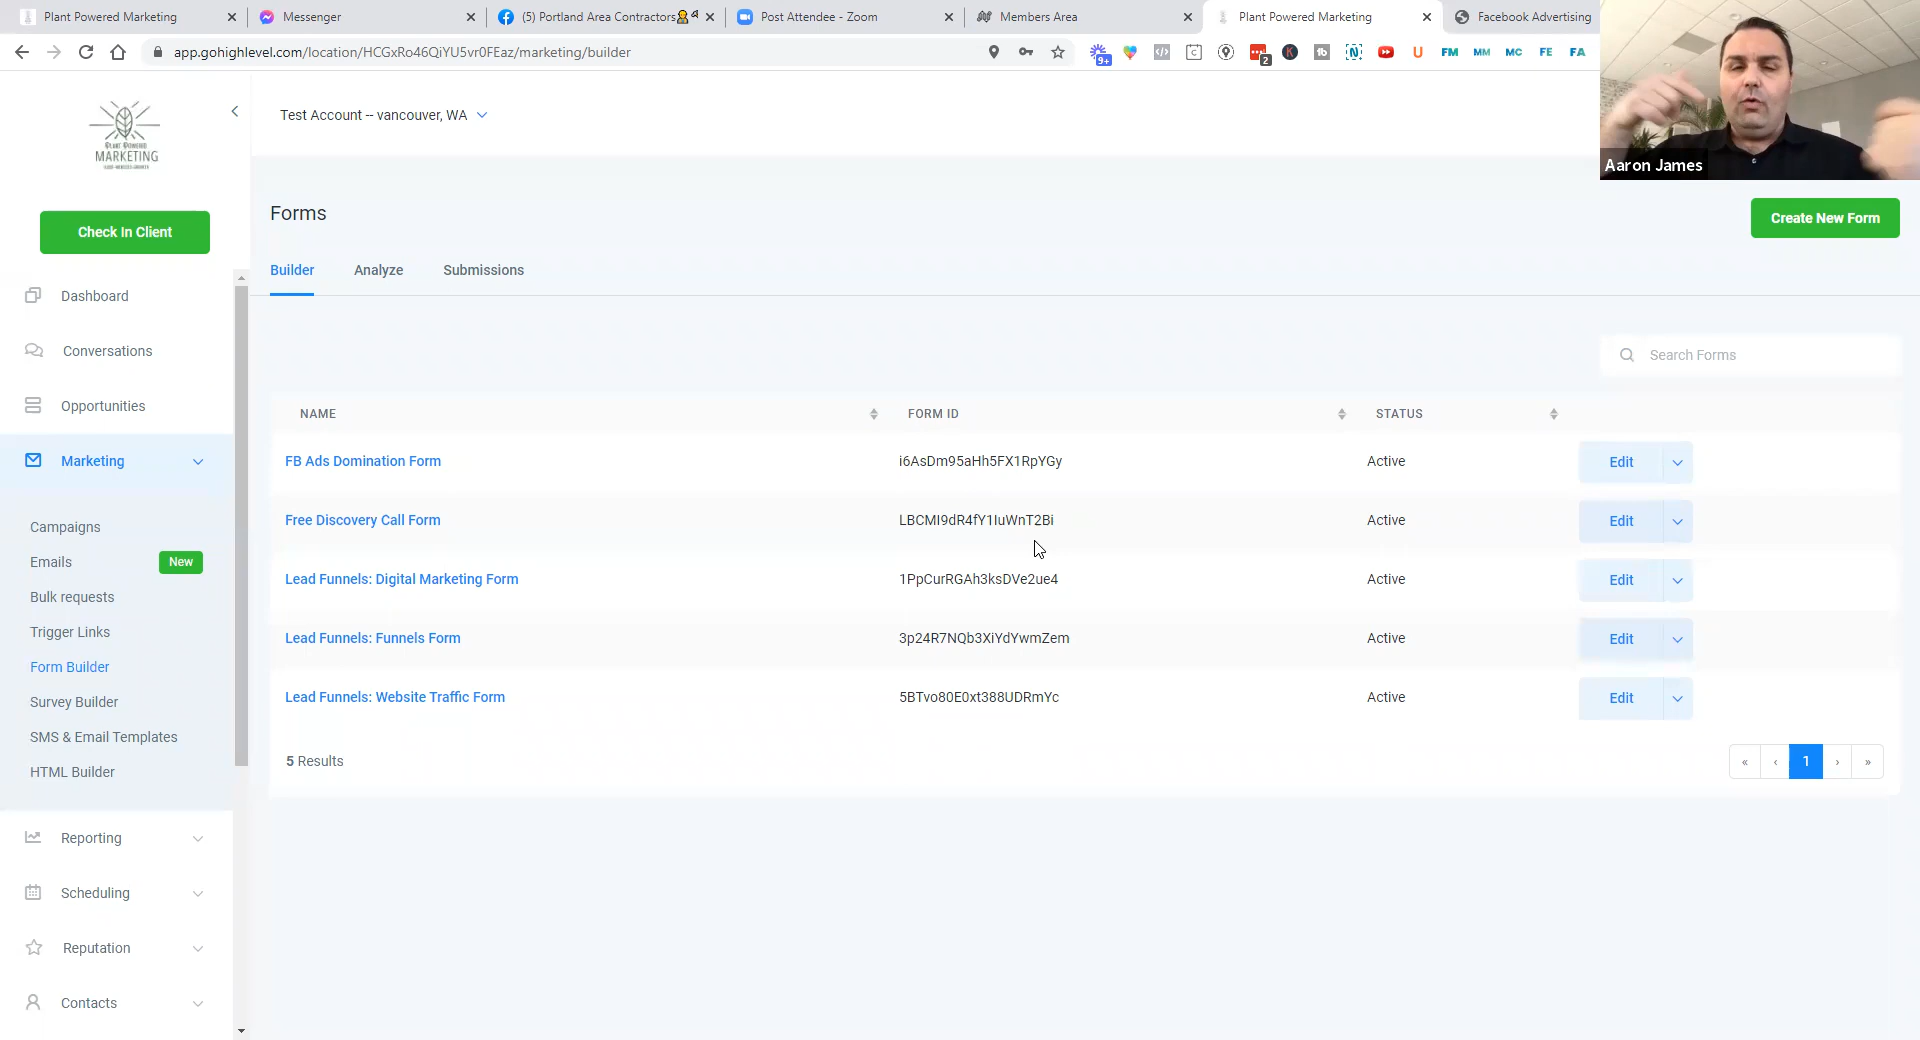 Plant Powered Marketing
Messenger
(5) Portland Area Contractors
Post Attendee - Zoom
Members Area
Plant Powered Marketing
Facebook Advertising
app.gohighlevel.com/location/HCGxRo46QiYU5vr0FEaz/marketing/builder
9+
C
2
K
tb
N
U
FM
MM
MC
FE
FA
Aaron James
PLANT POWERED
MARKETING
Test Account -- vancouver, WA
Check In Client
Forms
Create New Form
Builder
Analyze
Submissions
Dashboard
Conversations
Opportunities
Marketing
Campaigns
Emails
New
Bulk requests
Trigger Links
Form Builder
Survey Builder
SMS & Email Templates
HTML Builder
Reporting
Scheduling
Reputation
Contacts
Search Forms
NAME FORM ID STATUS
FB Ads Domination Form i6AsDm95aHh5FX1RpYGy Active Edit
Free Discovery Call Form LBCMI9dR4fY1IuWnT2Bi Active Edit
Lead Funnels: Digital Marketing Form 1PpCurRGAh3ksDVe2ue4 Active Edit
Lead Funnels: Funnels Form 3p24R7NQb3XiYdYwmZem Active Edit
Lead Funnels: Website Traffic Form 5BTvo80E0xt388UDRmYc Active Edit
5 Results
« ‹ 1 › »